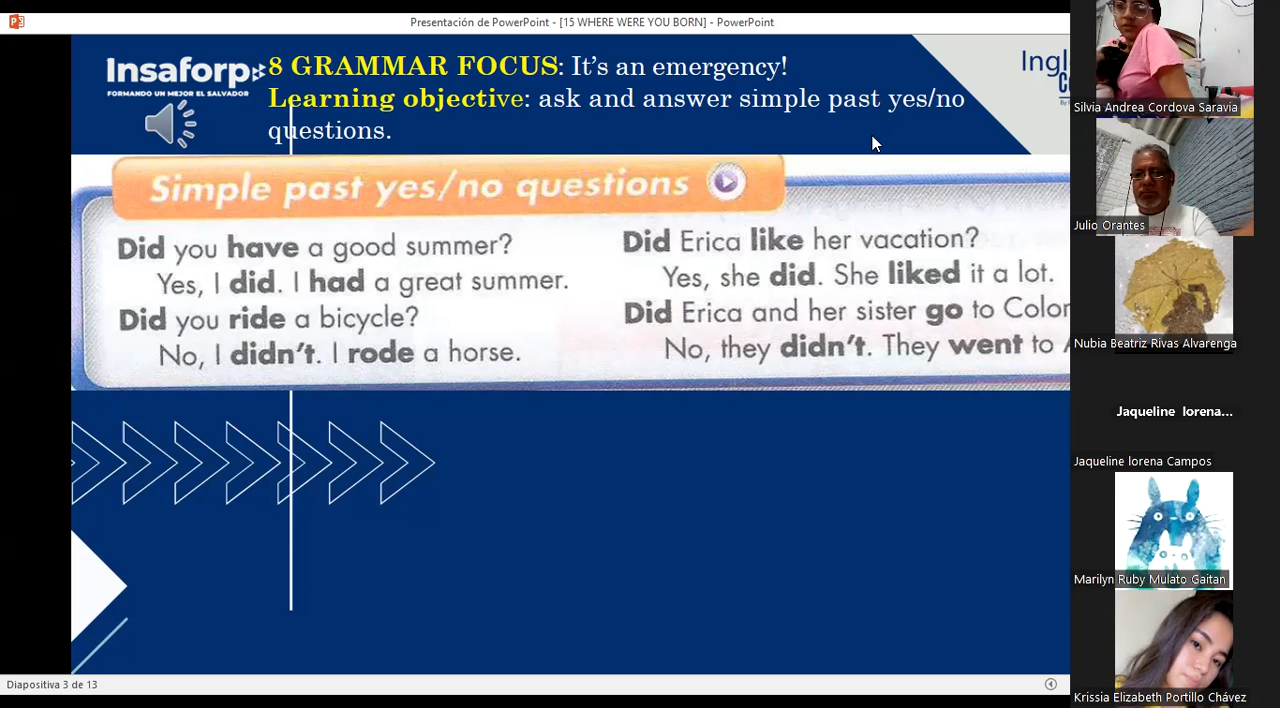 Presentación de PowerPoint - [15 WHERE WERE YOU BORN] - PowerPoint
Insaforp
FORMANDO UN MEJOR EL SALVADOR
8 GRAMMAR FOCUS: It's an emergency!
Learning objective: ask and answer simple past yes/no
questions.
Simple past yes/no questions
Did you have a good summer?
Yes, I did. I had a great summer.
Did you ride a bicycle?
No, I didn't. I rode a horse.
Did Erica like her vacation?
Yes, she did. She liked it a lot.
Did Erica and her sister go to Color
No, they didn't. They went to
Diapositiva 3 de 13
Silvia Andrea Cordova Saravia
Julio Orantes
Nubia Beatriz Rivas Alvarenga
Jaqueline lorena...
Jaqueline lorena Campos
Marilyn Ruby Mulato Gaitan
Krissia Elizabeth Portillo Chávez